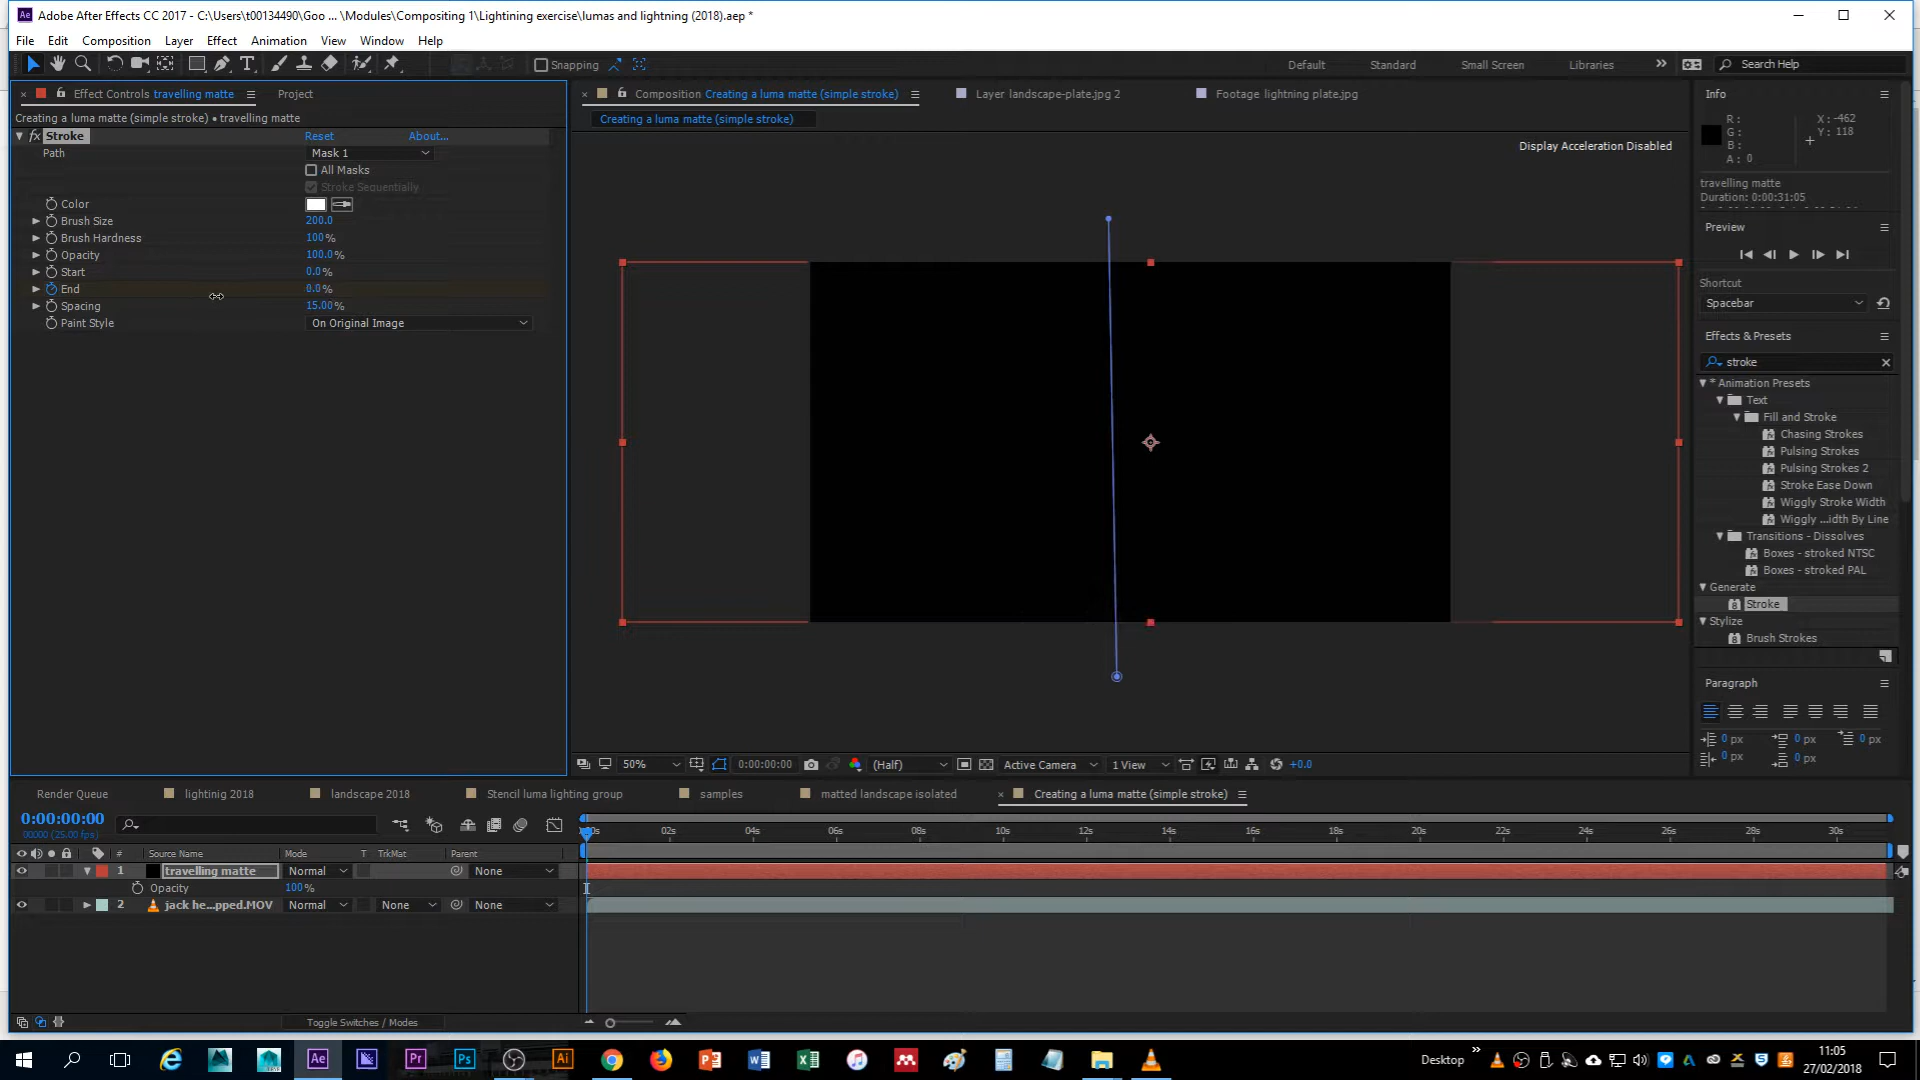 Adobe After Effects CC 2017 - C:\Users\t00134490\Goo ... \Modules\Compositing 1\Lightining exercise\lumas and lightning (2018).aep *
File Edit Composition Layer Effect Animation View Window Help
Snapping Default Standard Small Screen Libraries Search Help
Effect Controls travelling matte Project
Composition Creating a luma matte (simple stroke) Layer landscape-plate.jpg 2 Footage lightning plate.jpg
Info
Creating a luma matte (simple stroke) • travelling matte
Creating a luma matte (simple stroke)
Display Acceleration Disabled
R :
G :
B :
A : 0
X : -462
Y : 118
travelling matte
Duration: 0:00:31:05
fx Stroke Reset About...
Path Mask 1
All Masks
Stroke Sequentially
Color
Brush Size 200.0
Brush Hardness 100 %
Opacity 100.0 %
Start 0.0 %
End 0.0 %
Spacing 15.00 %
Paint Style On Original Image
Preview
Shortcut
Spacebar
Effects & Presets
stroke
* Animation Presets
Text
Fill and Stroke
Chasing Strokes
Pulsing Strokes
Pulsing Strokes 2
Stroke Ease Down
Wiggly Stroke Width
Wiggly ...idth By Line
Transitions - Dissolves
Boxes - stroked NTSC
Boxes - stroked PAL
Generate
Stroke
Stylize
Brush Strokes
Paragraph
0 px 0 px 0 px
0 px 0 px
50% 0:00:00:00 (Half) Active Camera 1 View +0.0
Render Queue lightinig 2018 landscape 2018 Stencil luma lighting group samples matted landscape isolated Creating a luma matte (simple stroke)
0:00:00:00
00000 (25.00 fps)
02s 04s 06s 08s 10s 12s 14s 16s 18s 20s 22s 24s 26s 28s 30s
# Source Name Mode T TrkMat Parent
1 travelling matte Normal None
Opacity 100 %
2 jack he...pped.MOV Normal None None
Toggle Switches / Modes
Desktop
11:05
27/02/2018